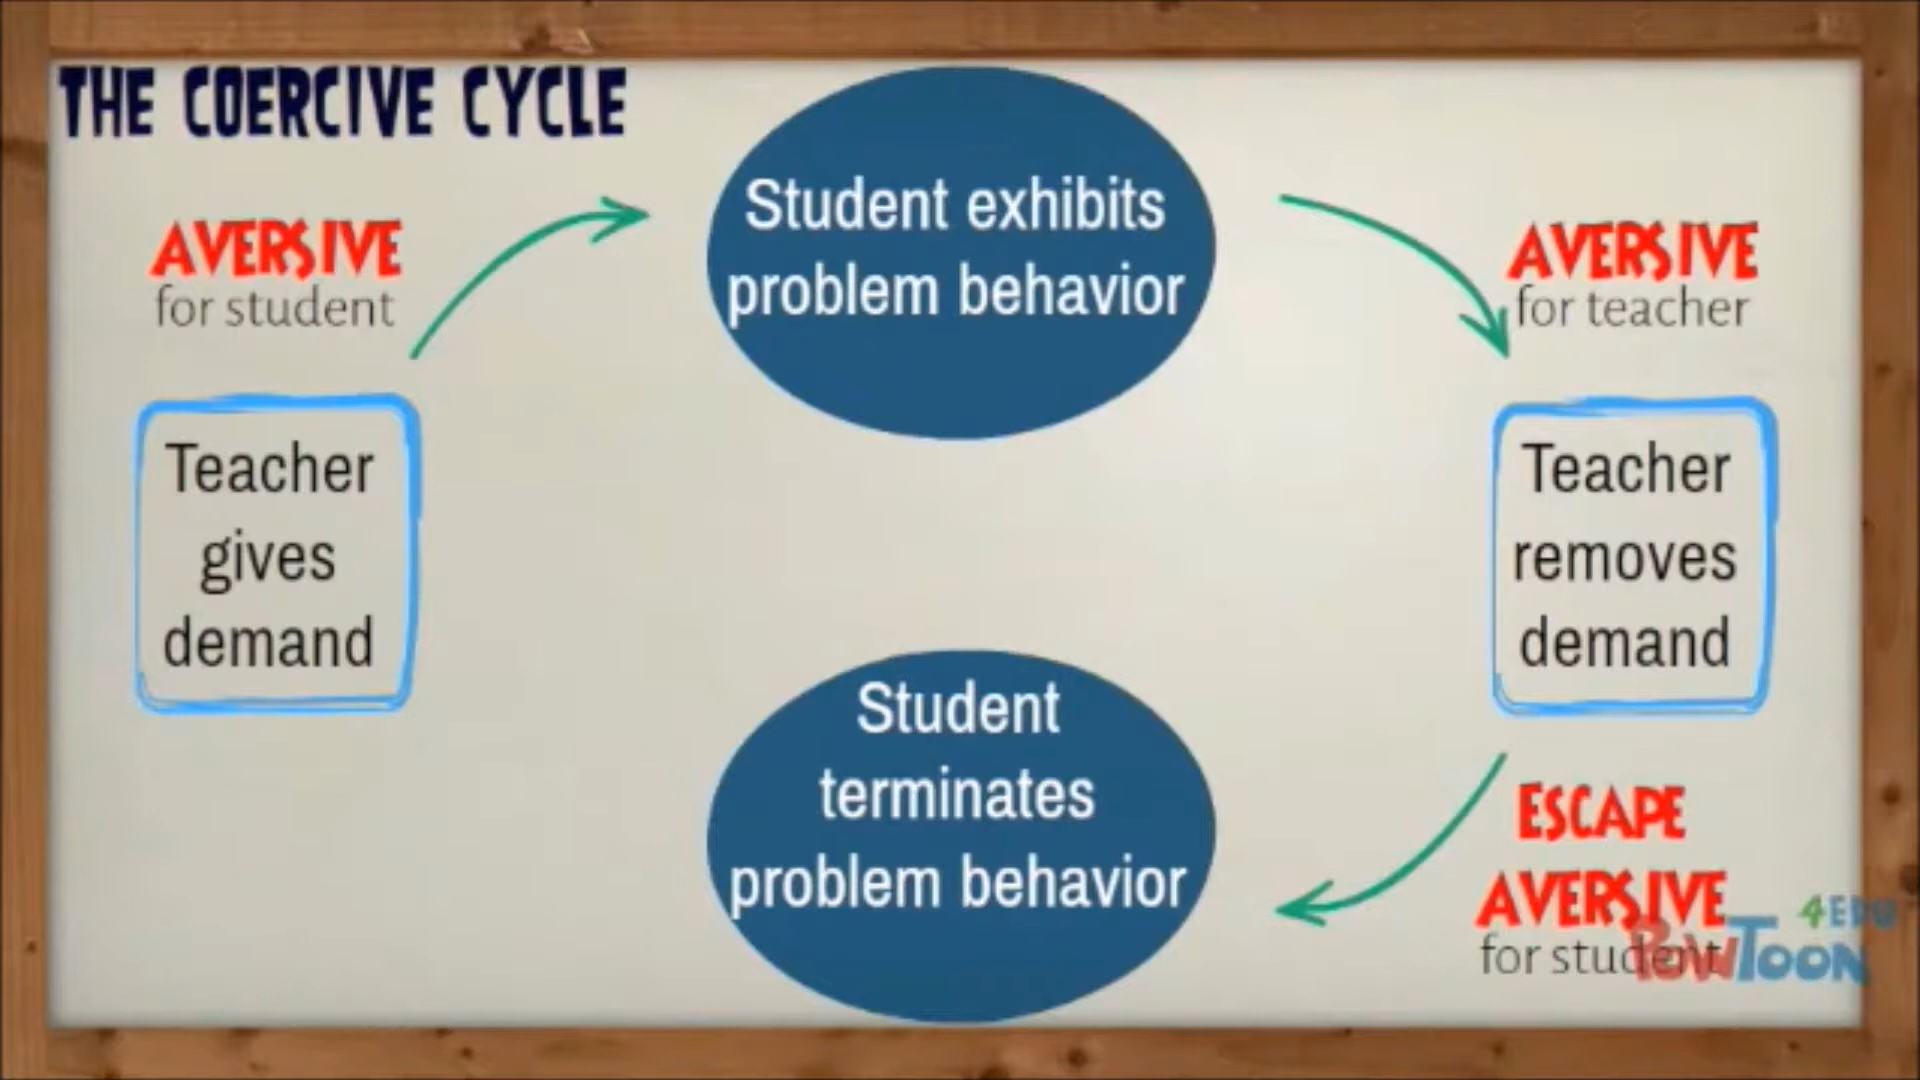 THE COERCIVE CYCLE
AVERSIVE
for student
Teacher
gives
demand
Student exhibits
problem behavior
AVERSIVE
for teacher
Teacher
removes
demand
ESCAPE
AVERSIVE
for student
Student
terminates
problem behavior
4EDU
POWTOON